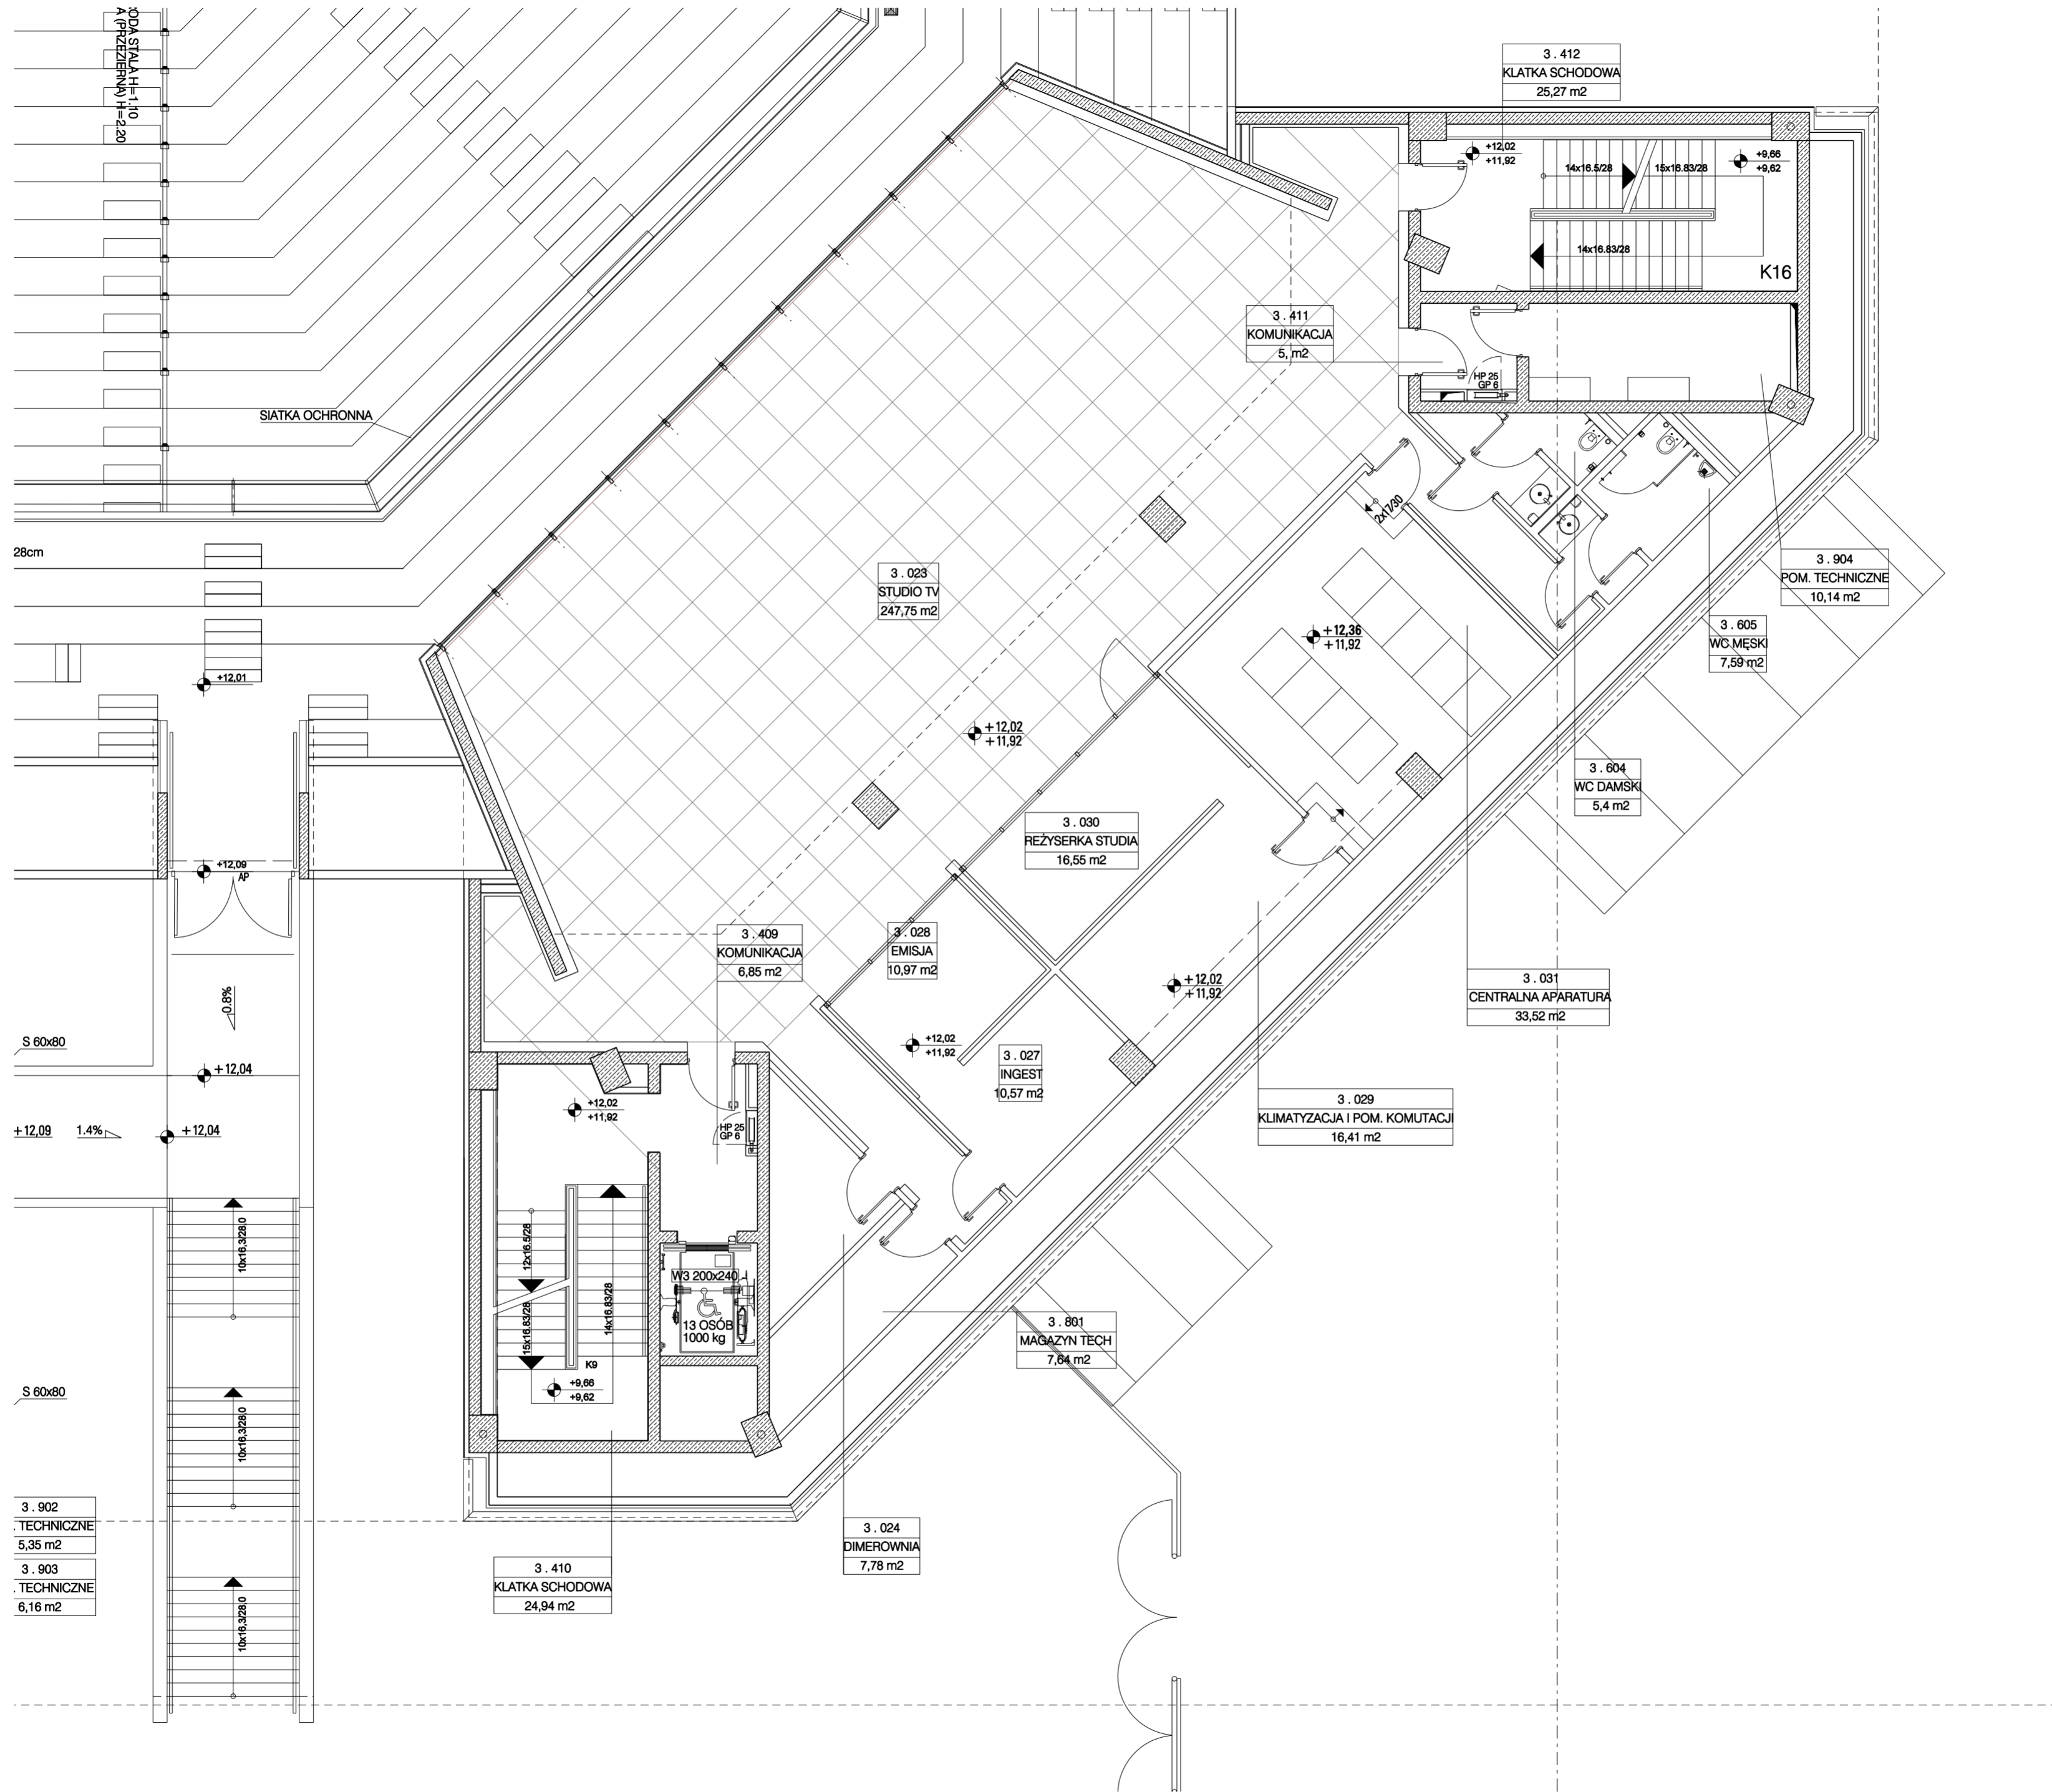 ODA STAŁA H=1.10
A (PRZEZIERNA) H=2.20
3 . 412
KLATKA SCHODOWA
25,27 m2
+12,02
+11,92
14x16.5/28
15x16.83/28
+9,66
+9,62
14x16.83/28
K16
3 . 411
KOMUNIKACJA
5, m2
HP 25
GP 6
SIATKA OCHRONNA
2x17/30
28cm
3 . 023
STUDIO TV
247,75 m2
3 . 904
POM. TECHNICZNE
10,14 m2
+12,36
+11,92
3 . 605
WC MĘSKI
7,59 m2
+12,01
+12,02
+11,92
3 . 604
WC DAMSKI
5,4 m2
3 . 030
REŻYSERKA STUDIA
16,55 m2
+12,09
AP
3 . 409
KOMUNIKACJA
6,85 m2
3 . 028
EMISJA
10,97 m2
+12,02
+11,92
3 . 031
CENTRALNA APARATURA
33,52 m2
0.8%
S 60x80
+12,04
+12,02
+11,92
3 . 027
INGEST
10,57 m2
3 . 029
KLIMATYZACJA I POM. KOMUTACJI
16,41 m2
+12,02
+11,92
HP 25
GP 6
+12,09
1.4%
+12,04
10x16,3/28,0
12x16.5/28
15x16.83/28
14x16.83/28
W3 200x240
13 OSÓB
1000 kg
K9
+9,66
+9,62
3 . 801
MAGAZYN TECH
7,64 m2
S 60x80
10x16,3/28,0
3 . 902
. TECHNICZNE
5,35 m2
3 . 903
. TECHNICZNE
6,16 m2
10x16,3/28,0
3 . 410
KLATKA SCHODOWA
24,94 m2
3 . 024
DIMEROWNIA
7,78 m2